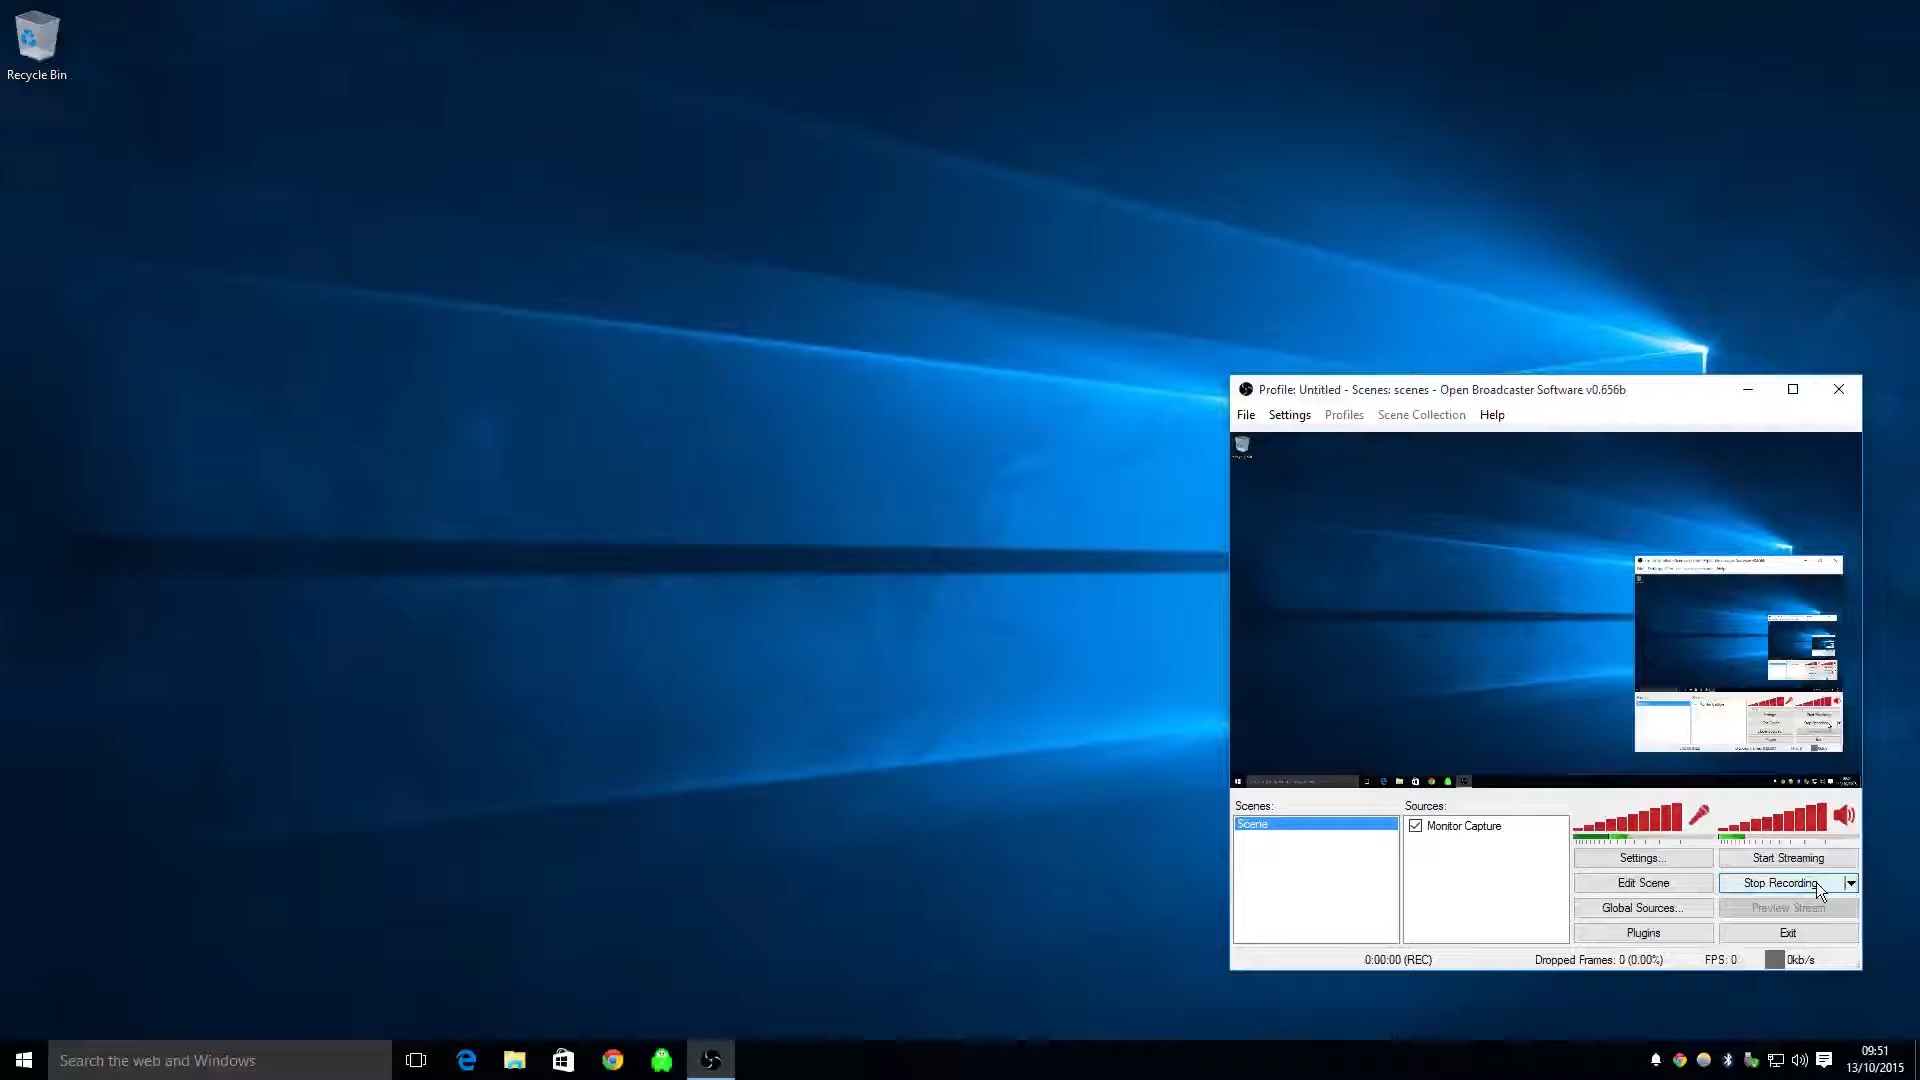 Recycle Bin
Profile: Untitled - Scenes: scenes - Open Broadcaster Software v0.656b
File Settings Profiles Scene Collection Help
Scenes:
Sources:
Scene
Monitor Capture
Settings...
Start Streaming
Edit Scene
Stop Recording
Global Sources...
Preview Stream
Plugins
Exit
0:00:00 (REC)
Dropped Frames: 0 (0.00%)
FPS: 0
0kb/s
Search the web and Windows
09:51
13/10/2015